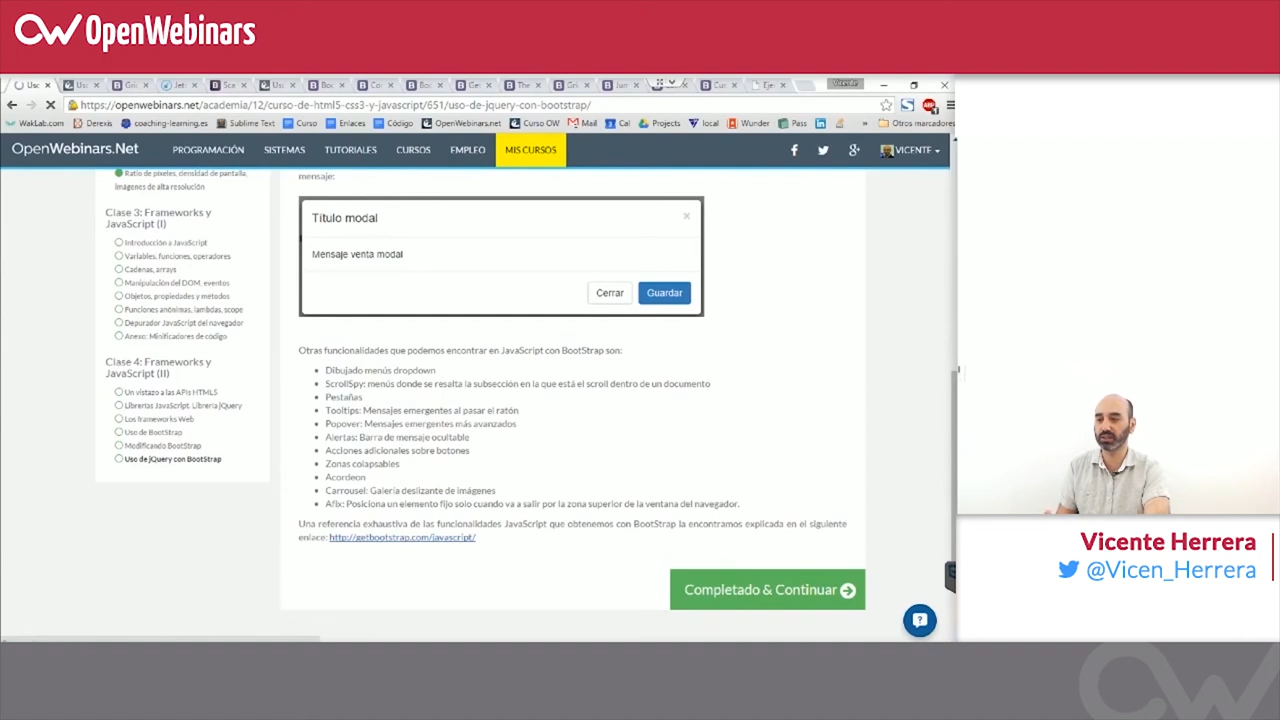 OpenWebinars
Usc
Vicente
https://openwebinars.net/academia/12/curso-de-html5-css3-y-javascript/651/uso-de-jquery-con-bootstrap/
WakLab.com Derexis coaching-learning.es Sublime Text Curso Enlaces Código OpenWebinars.net Curso OW Mail Cal Projects local Wunder Pass » Otros marcadores
OpenWebinars.Net PROGRAMACIÓN SISTEMAS TUTORIALES CURSOS EMPLEO MIS CURSOS VICENTE
Ratio de píxeles, densidad de pantalla,
imágenes de alta resolución
Clase 3: Frameworks y
JavaScript (I)
Introducción a JavaScript
Variables, funciones, operadores
Cadenas, arrays
Manipulación del DOM, eventos
Objetos, propiedades y métodos
Funciones anónimas, lambdas, scope
Depurador JavaScript del navegador
Anexo: Minificadores de código
Clase 4: Frameworks y
JavaScript (II)
Un vistazo a las APIs HTML5
Librerías JavaScript. Librería jQuery
Los frameworks Web
Uso de BootStrap
Modificando BootStrap
Uso de jQuery con BootStrap
mensaje:
Título modal ×
Mensaje venta modal
Cerrar Guardar
Otras funcionalidades que podemos encontrar en JavaScript con BootStrap son:
• Dibujado menús dropdown
• ScrollSpy: menús donde se resalta la subsección en la que está el scroll dentro de un documento
• Pestañas
• Tooltips: Mensajes emergentes al pasar el ratón
• Popover: Mensajes emergentes más avanzados
• Alertas: Barra de mensaje ocultable
• Acciones adicionales sobre botones
• Zonas colapsables
• Acordeon
• Carrousel: Galería deslizante de imágenes
• Afix: Posiciona un elemento fijo solo cuando va a salir por la zona superior de la ventana del navegador.
Una referencia exhaustiva de las funcionalidades JavaScript que obtenemos con BootStrap la encontramos explicada en el siguiente
enlace: http://getbootstrap.com/javascript/
Completado & Continuar
Vicente Herrera
@Vicen_Herrera